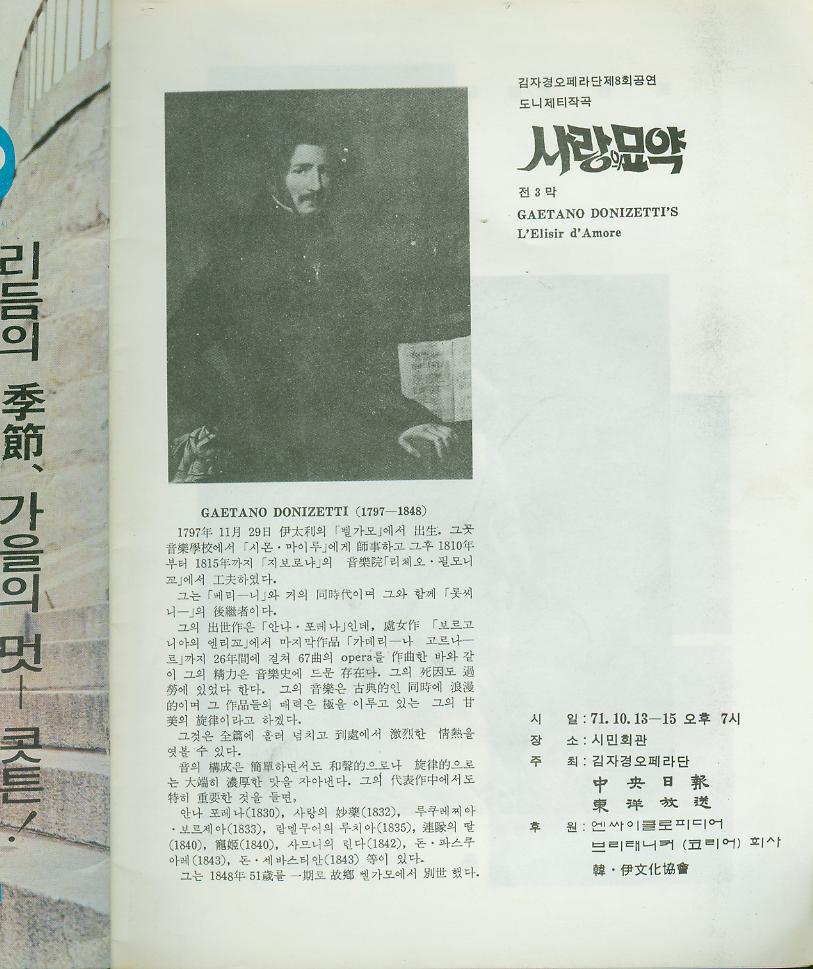 리듬의 季節、가을의 멋— 콧튼!
김자경오페라단제8회공연
도니제티작곡
사랑의묘약
전 3 막
GAETANO DONIZETTI'S
L'Elisir d'Amore
GAETANO DONIZETTI (1797—1848)
1797年 11月 29日 伊太利의 「벨가모」에서 出生. 그곳
音樂學校에서 「시몬・마이루」에게 師事하고 그후 1810年
부터 1815年까지 「지보로냐」의 音樂院「리체오・필모니
꼬」에서 工夫하였다.
그는 「베리—니」와 거의 同時代이며 그와 함께 「롯씨
니—」의 後繼者이다.
그의 出世作은 「안나・포레나」인데, 處女作 「보르고
니야의 엔리꼬」에서 마지막作品 「가데리—나 고르나—
르」까지 26年間에 걸쳐 67曲의 opera를 作曲한 바와 같
이 그의 精力은 音樂史에 드문 存在다. 그의 死因도 過
勞에 있었다 한다. 그의 音樂은 古典的인 同時에 浪漫
的이며 그 作品들의 매력은 極을 이루고 있는 그의 甘
美의 旋律이라고 하겠다.
그것은 全篇에 흘러 넘치고 到處에서 激烈한 情熱을
엿볼 수 있다.
音의 構成은 簡單하면서도 和聲的으로나 旋律的으로
는 大端히 濃厚한 맛을 자아낸다. 그의 代表作中에서도
特히 重要한 것을 들면,
안나 포레나(1830), 사랑의 妙藥(1832), 루쿠레찌아
・보르제아(1833), 람멜무어의 루치아(1835), 連隊의 딸
(1840), 寵姬(1840), 샤므니의 린다(1842), 돈・파스쿠
아레(1843), 돈・세바스티안(1843) 等이 있다.
그는 1848年 51歲를 一期로 故鄕 벨가모에서 別世했다.
시 일 : 71. 10. 13—15 오후 7시
장 소 : 시민회관
주 최 : 김자경오페라단
中央日報
東洋放送
후 원 : 엔싸이클로피디어
브리태니커 (코리어) 회사
韓・伊文化協會